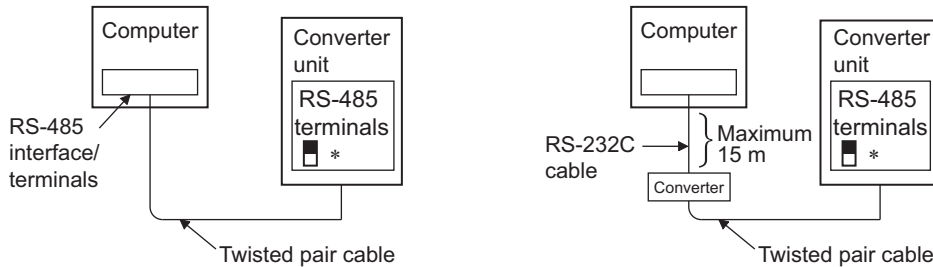 Computer
Converter
unit
RS-485
terminals
*
RS-485
interface/
terminals
Twisted pair cable
Computer
Converter
unit
RS-485
terminals
*
RS-232C
cable
Maximum
15 m
Converter
Twisted pair cable